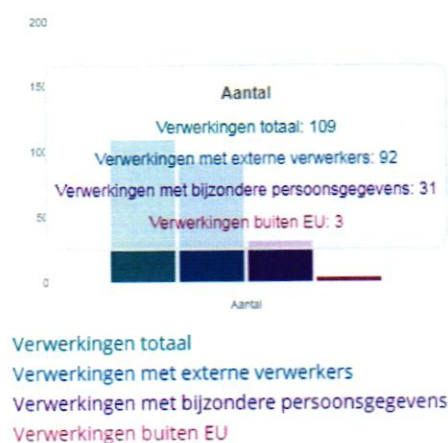 200
150
Aantal
Verwerkingen totaal: 109
100
Verwerkingen met externe verwerkers: 92
Verwerkingen met bijzondere persoonsgegevens: 31
50
Verwerkingen buiten EU: 3
0
Aantal
Verwerkingen totaal
Verwerkingen met externe verwerkers
Verwerkingen met bijzondere persoonsgegevens
Verwerkingen buiten EU